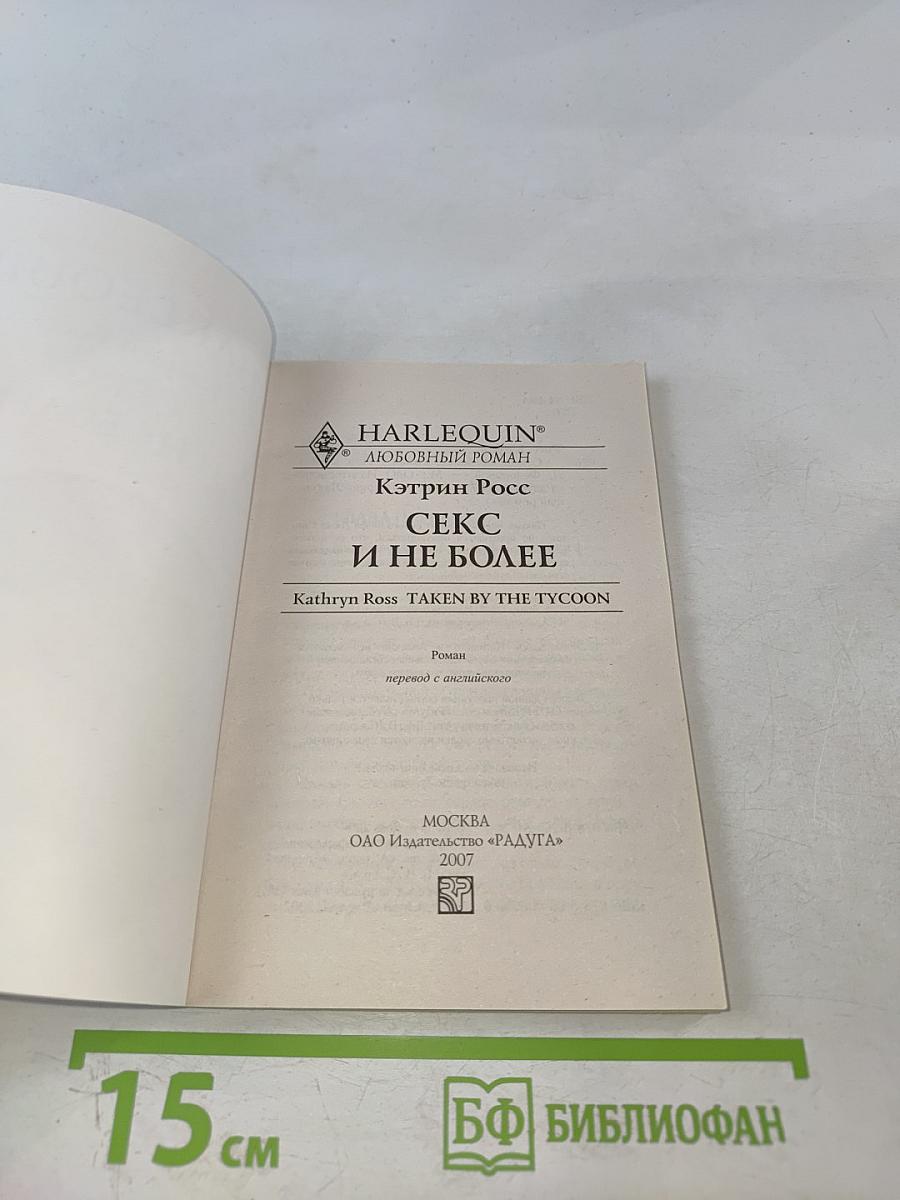 HARLEQUIN®
® ЛЮБОВНЫЙ РОМАН
Кэтрин Росс
СЕКС
И НЕ БОЛЕЕ
Kathryn Ross TAKEN BY THE TYCOON
Роман
перевод с английского
МОСКВА
ОАО Издательство «РАДУГА»
2007
15 см
БФ БИБЛИОФАН